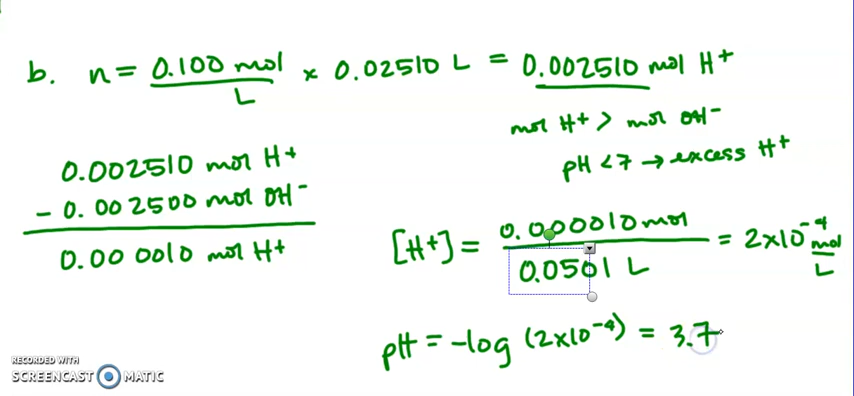 b. n = 0.100 mol / L × 0.02510 L = 0.002510 mol H+
mol H+ > mol OH-
pH < 7 → excess H+
0.002510 mol H+
- 0.002500 mol OH-
0.000010 mol H+
[H+] = 0.000010 mol / 0.0501 L = 2×10^-4 mol / L
pH = -log (2×10^-4) = 3.7
RECORDED WITH
SCREENCAST MATIC